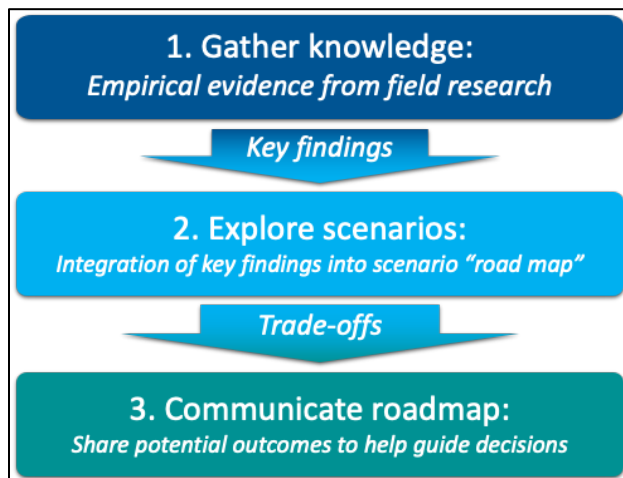 1. Gather knowledge:
Empirical evidence from field research
Key findings
2. Explore scenarios:
Integration of key findings into scenario “road map”
Trade-offs
3. Communicate roadmap:
Share potential outcomes to help guide decisions